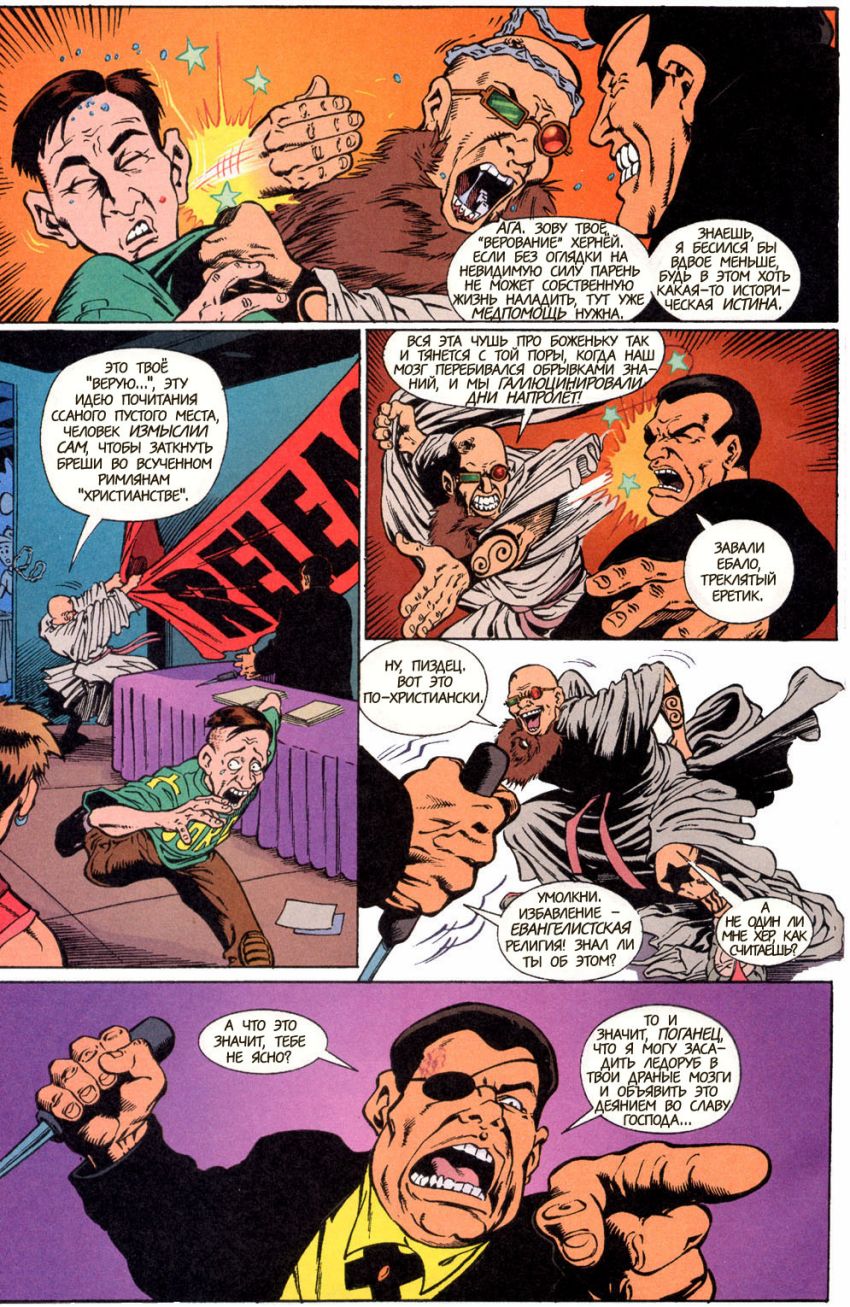 АГА. ЗОВУ ТВОЁ
"ВЕРОВАНИЕ" ХЕРНЁЙ.
ЕСЛИ БЕЗ ОГЛЯДКИ НА
НЕВИДИМУЮ СИЛУ ПАРЕНЬ
НЕ МОЖЕТ СОБСТВЕННУЮ
ЖИЗНЬ НАЛАДИТЬ, ТУТ УЖЕ
МЕДПОМОЩЬ НУЖНА.
ЗНАЕШЬ,
Я БЕСИЛСЯ БЫ
ВДВОЕ МЕНЬШЕ,
БУДЬ В ЭТОМ ХОТЬ
КАКАЯ-ТО ИСТОРИ-
ЧЕСКАЯ ИСТИНА.
ЭТО ТВОЁ
"ВЕРУЮ...", ЭТУ
ИДЕЮ ПОЧИТАНИЯ
ССАНОГО ПУСТОГО МЕСТА,
ЧЕЛОВЕК ИЗМЫСЛИЛ
САМ, ЧТОБЫ ЗАТКНУТЬ
БРЕШИ ВО ВСУЧЕННОМ
РИМЛЯНАМ
"ХРИСТИАНСТВЕ".
RELEAS
ВСЯ ЭТА ЧУШЬ ПРО БОЖЕНЬКУ ТАК
И ТЯНЕТСЯ С ТОЙ ПОРЫ, КОГДА НАШ
МОЗГ ПЕРЕБИВАЛСЯ ОБРЫВКАМИ ЗНА-
НИЙ, И МЫ ГАЛЛЮЦИНИРОВАЛИ
ДНИ НАПРОЛЁТ!
ЗАВАЛИ
ЕБАЛО,
ТРЕКЛЯТЫЙ
ЕРЕТИК.
НУ, ПИЗДЕЦ.
ВОТ ЭТО
ПО-ХРИСТИАНСКИ.
УМОЛКНИ.
ИЗБАВЛЕНИЕ –
ЕВАНГЕЛИСТСКАЯ
РЕЛИГИЯ! ЗНАЛ ЛИ
ТЫ ОБ ЭТОМ?
А
НЕ ОДИН ЛИ
МНЕ ХЕР, КАК
СЧИТАЕШЬ?
А ЧТО ЭТО
ЗНАЧИТ, ТЕБЕ
НЕ ЯСНО?
ТО И
ЗНАЧИТ, ПОГАНЕЦ,
ЧТО Я МОГУ ЗАСА-
ДИТЬ ЛЕДОРУБ В
ТВОИ ДРАНЫЕ МОЗГИ
И ОБЪЯВИТЬ ЭТО
ДЕЯНИЕМ ВО СЛАВУ
ГОСПОДА...